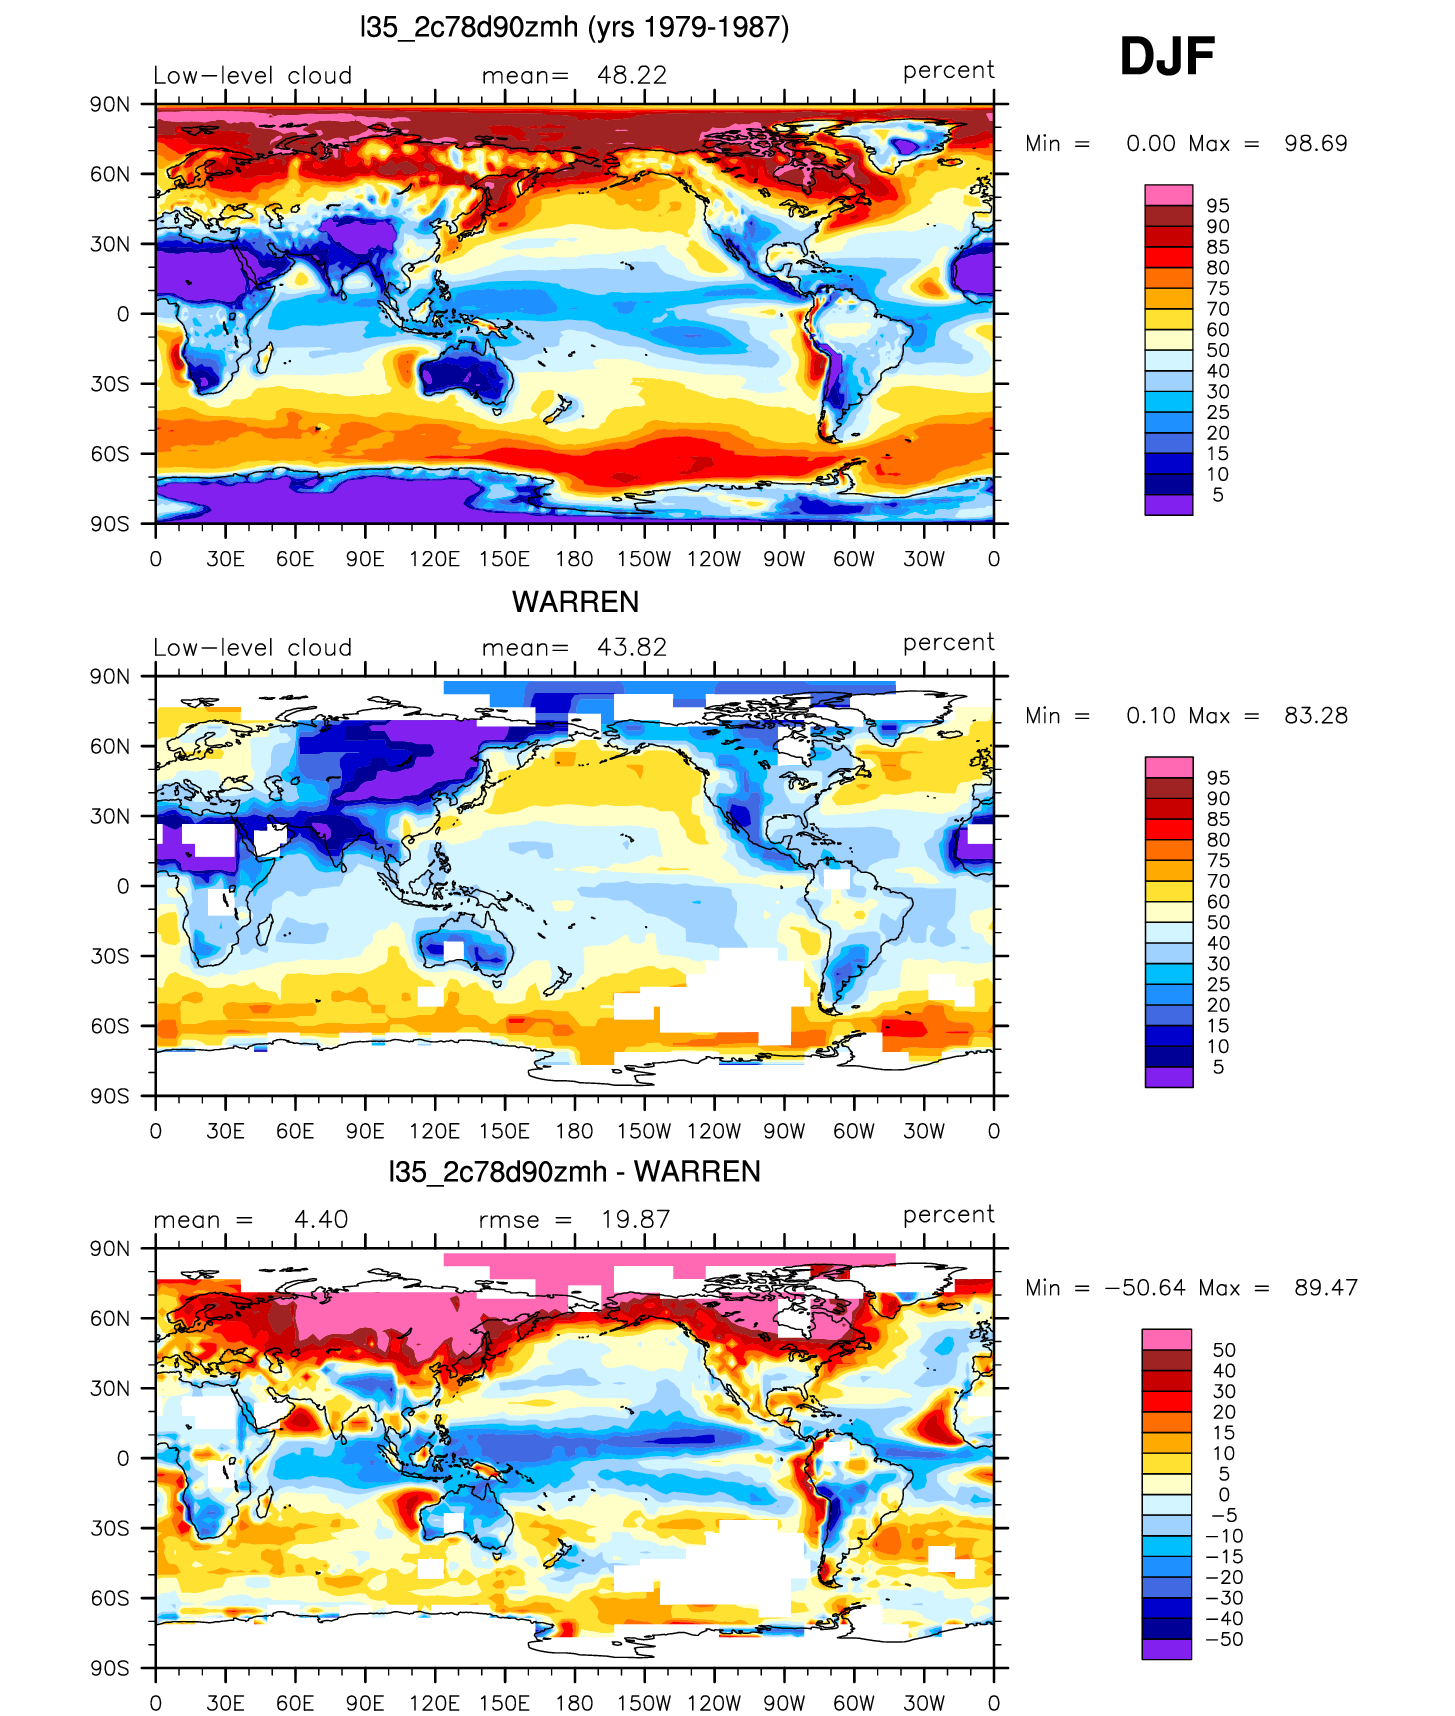 l35_2c78d90zmh (yrs 1979-1987)
DJF
Low-level cloud mean= 48.22 percent
Min = 0.00 Max = 98.69
90N
60N
30N
0
30S
60S
90S
0 30E 60E 90E 120E 150E 180 150W 120W 90W 60W 30W 0
95
90
85
80
75
70
60
50
40
30
25
20
15
10
5
WARREN
Low-level cloud mean= 43.82 percent
Min = 0.10 Max = 83.28
90N
60N
30N
0
30S
60S
90S
0 30E 60E 90E 120E 150E 180 150W 120W 90W 60W 30W 0
95
90
85
80
75
70
60
50
40
30
25
20
15
10
5
l35_2c78d90zmh - WARREN
mean = 4.40 rmse = 19.87 percent
Min = -50.64 Max = 89.47
90N
60N
30N
0
30S
60S
90S
0 30E 60E 90E 120E 150E 180 150W 120W 90W 60W 30W 0
50
40
30
20
15
10
5
0
-5
-10
-15
-20
-30
-40
-50